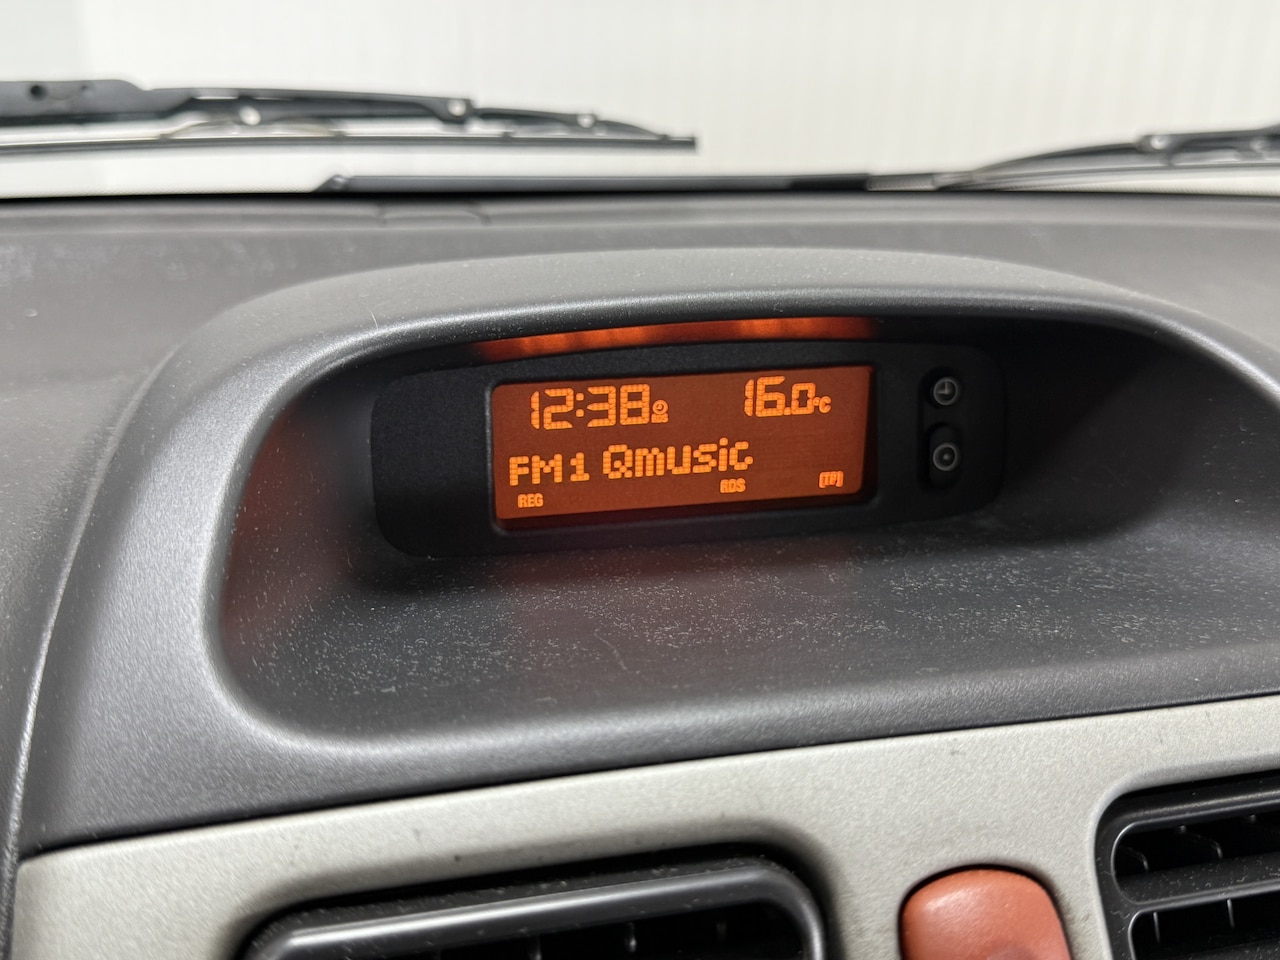 12:38 16.0°C
FM1 Qmusic
REG RDS [TP]